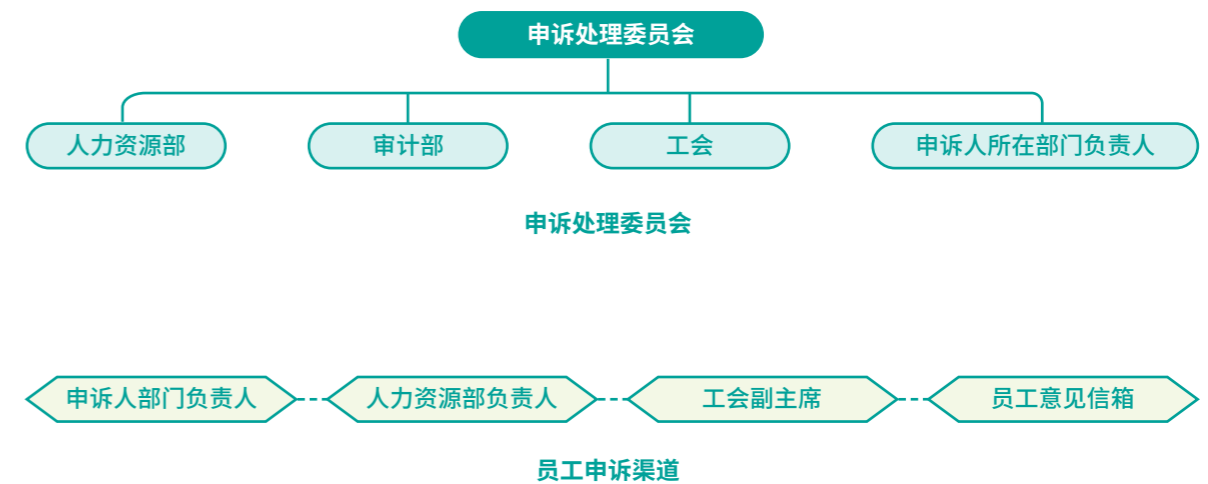 申诉处理委员会
人力资源部
审计部
工会
申诉人所在部门负责人
申诉处理委员会
申诉人部门负责人
人力资源部负责人
工会副主席
员工意见信箱
员工申诉渠道